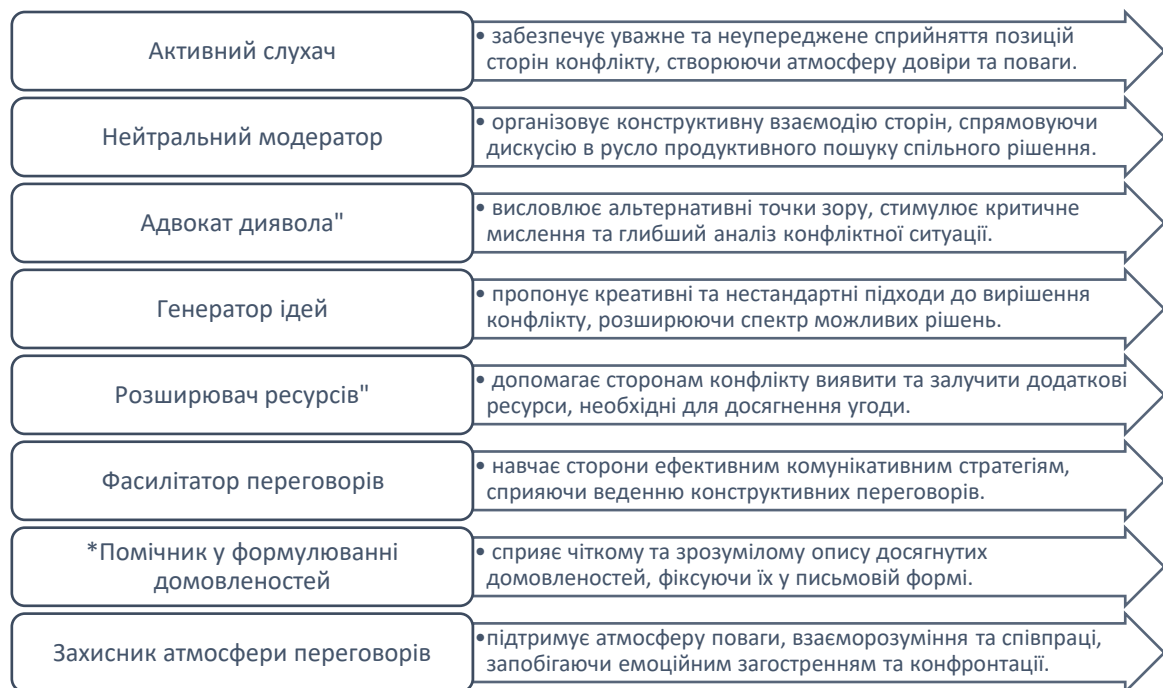 Активний слухач
• забезпечує уважне та неупереджене сприйняття позицій
сторін конфлікту, створюючи атмосферу довіри та поваги.
Нейтральний модератор
• організовує конструктивну взаємодію сторін, спрямовуючи
дискусію в русло продуктивного пошуку спільного рішення.
Адвокат диявола"
• висловлює альтернативні точки зору, стимулює критичне
мислення та глибший аналіз конфліктної ситуації.
Генератор ідей
• пропонує креативні та нестандартні підходи до вирішення
конфлікту, розширюючи спектр можливих рішень.
Розширювач ресурсів"
• допомагає сторонам конфлікту виявити та залучити додаткові
ресурси, необхідні для досягнення угоди.
Фасилітатор переговорів
• навчає сторони ефективним комунікативним стратегіям,
сприяючи веденню конструктивних переговорів.
*Помічник у формулюванні
домовленостей
• сприяє чіткому та зрозумілому опису досягнутих
домовленостей, фіксуючи їх у письмовій формі.
Захисник атмосфери переговорів
•підтримує атмосферу поваги, взаєморозуміння та співпраці,
запобігаючи емоційним загостренням та конфронтації.